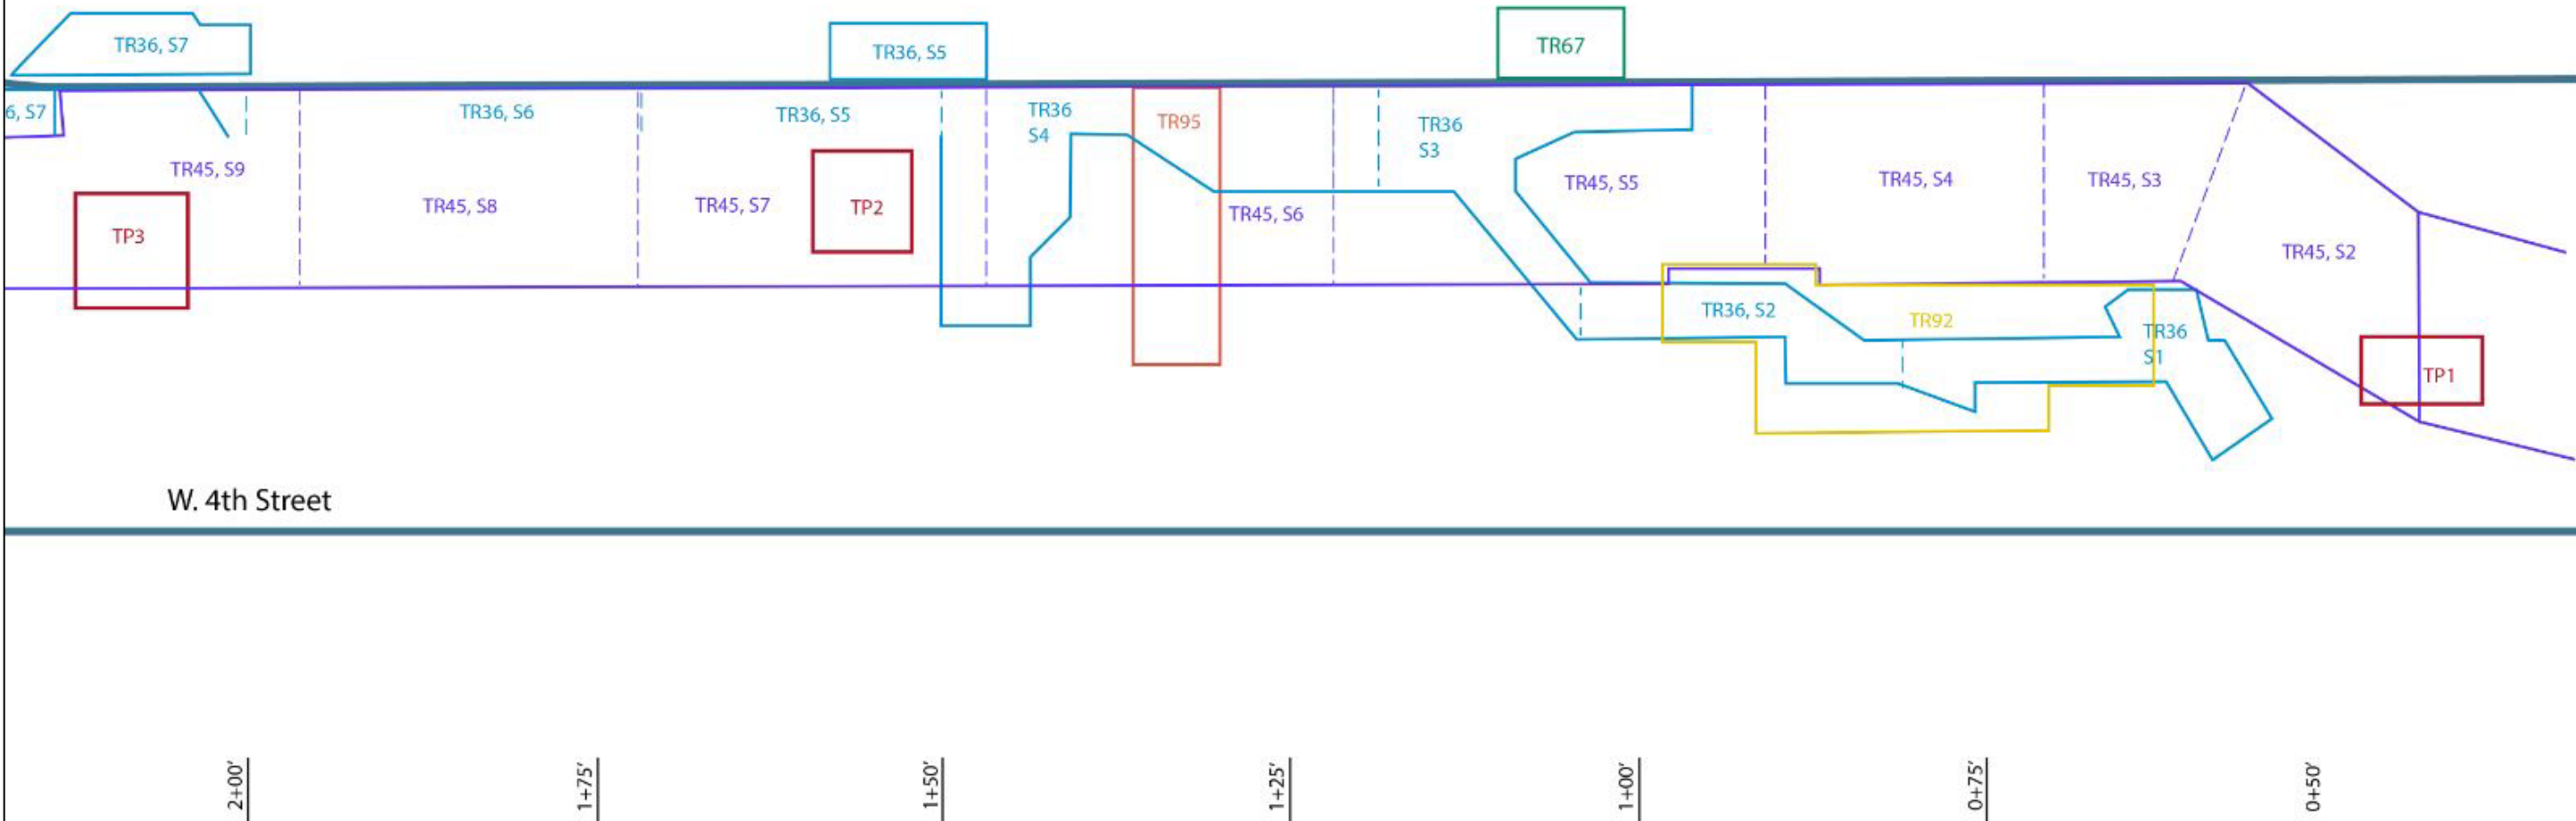 TR36, S7
TR36, S5
TR67
6, S7
TR36, S6
TR36, S5
TR36
S4
TR95
TR36
S3
TR45, S9
TR45, S8
TR45, S7
TP2
TR45, S6
TR45, S5
TR45, S4
TR45, S3
TR45, S2
TP3
TR36, S2
TR92
TR36
S1
TP1
W. 4th Street
2+00'
1+75'
1+50'
1+25'
1+00'
0+75'
0+50'